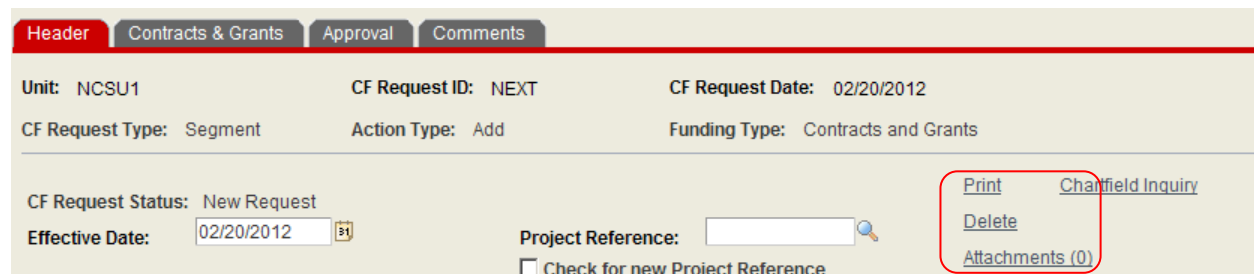 Header Contracts & Grants Approval Comments
Unit: NCSU1 CF Request ID: NEXT CF Request Date: 02/20/2012
CF Request Type: Segment Action Type: Add Funding Type: Contracts and Grants
Print Chartfield Inquiry
CF Request Status: New Request
Delete
Effective Date: 02/20/2012 31 Project Reference:
Attachments (0)
Check for new Project Reference